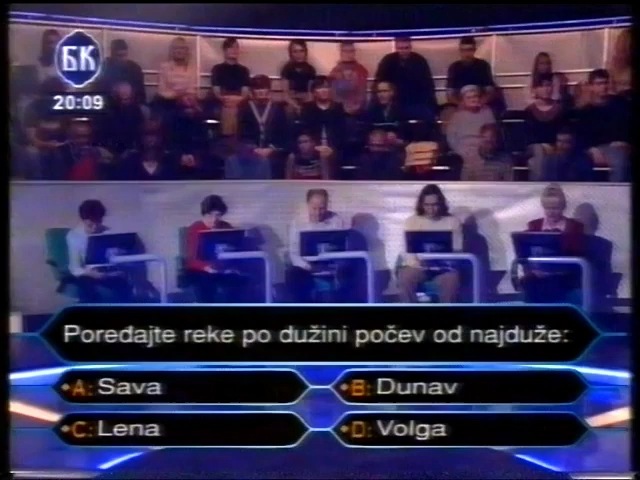 БК
20:09
Poređajte reke po dužini počev od najduže:
A: Sava
B: Dunav
C: Lena
D: Volga